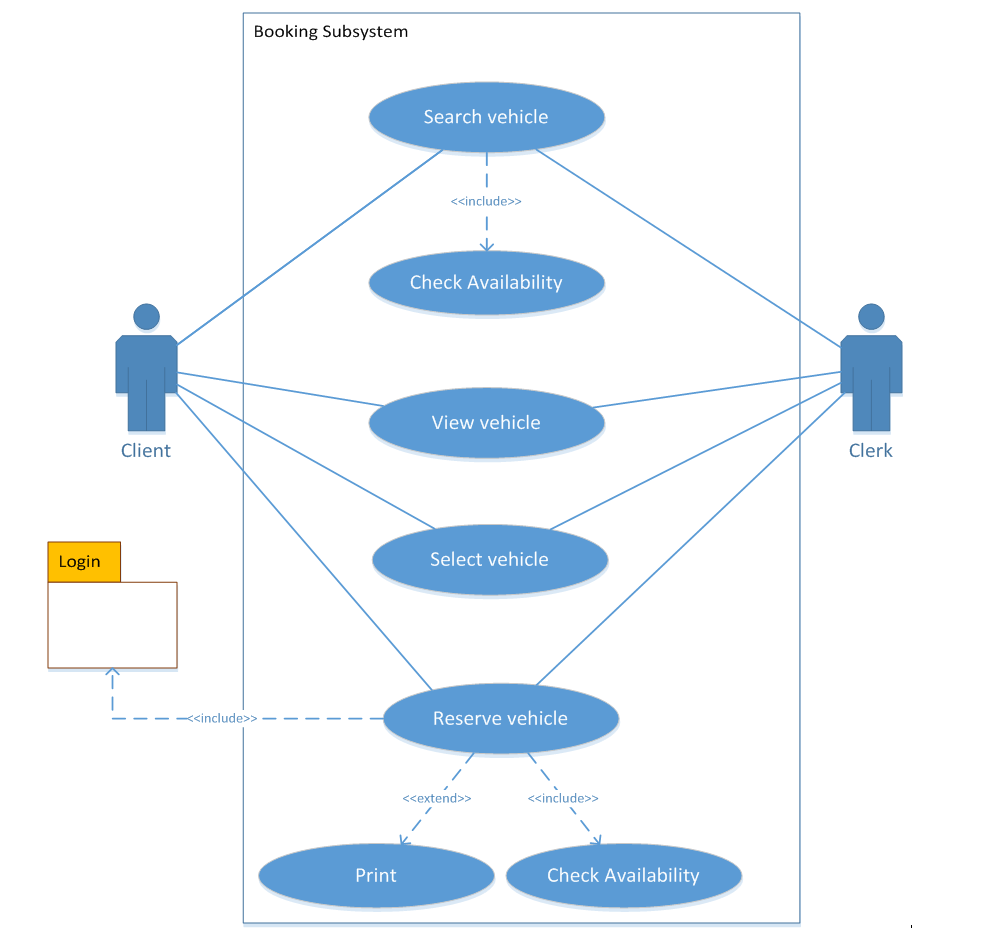 Booking Subsystem
Search vehicle
<<include>>
Check Availability
View vehicle
Client
Clerk
Select vehicle
Login
Reserve vehicle
<<include>>
<<extend>>
<<include>>
Print
Check Availability